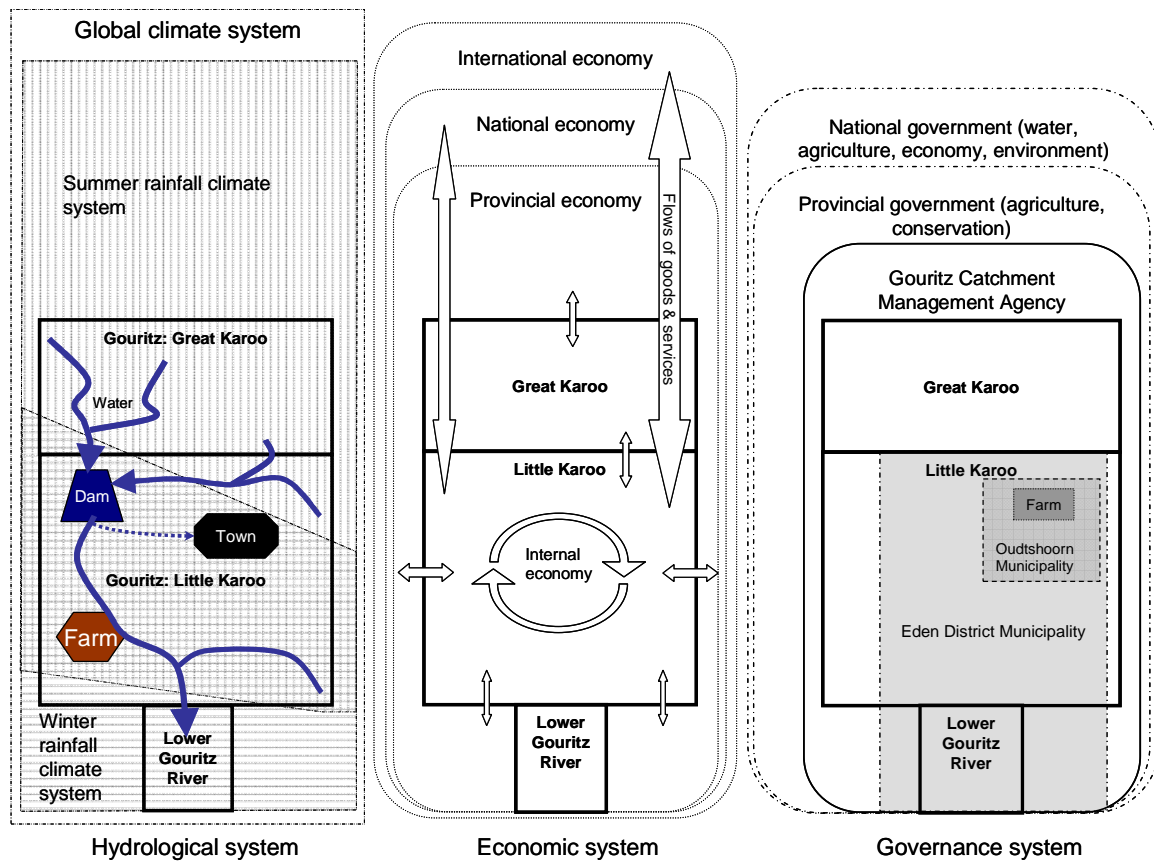 Global climate system
Summer rainfall climate
system
Gouritz: Great Karoo
Water
Dam
Town
Gouritz: Little Karoo
Farm
Winter
rainfall
climate
system
Lower
Gouritz
River
Hydrological system
International economy
National economy
Provincial economy
Flows of goods & services
Great Karoo
Little Karoo
Internal
economy
Lower
Gouritz
River
Economic system
National government (water,
agriculture, economy, environment)
Provincial government (agriculture,
conservation)
Gouritz Catchment
Management Agency
Great Karoo
Little Karoo
Farm
Oudtshoorn
Municipality
Eden District Municipality
Lower
Gouritz
River
Governance system